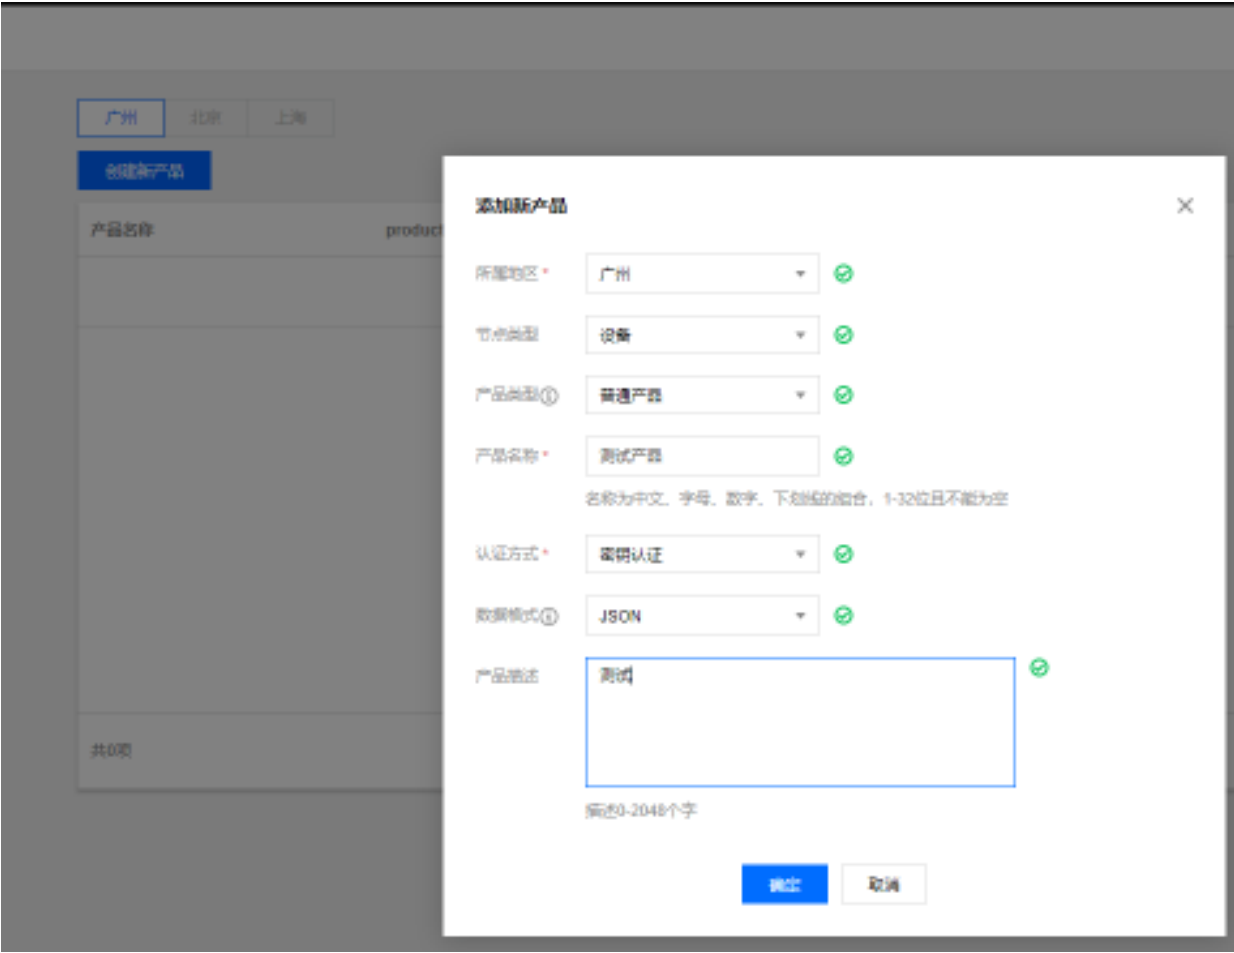 广州 北京 上海
创建新产品
产品名称 product
共0项
添加新产品
所属地区* 广州
节点类型 设备
产品类型 普通产品
产品名称* 测试产品
名称为中文、字母、数字、下划线的组合，1-32位且不能为空
认证方式* 密钥认证
数据格式 JSON
产品描述 测试
描述0-2048个字
确定 取消